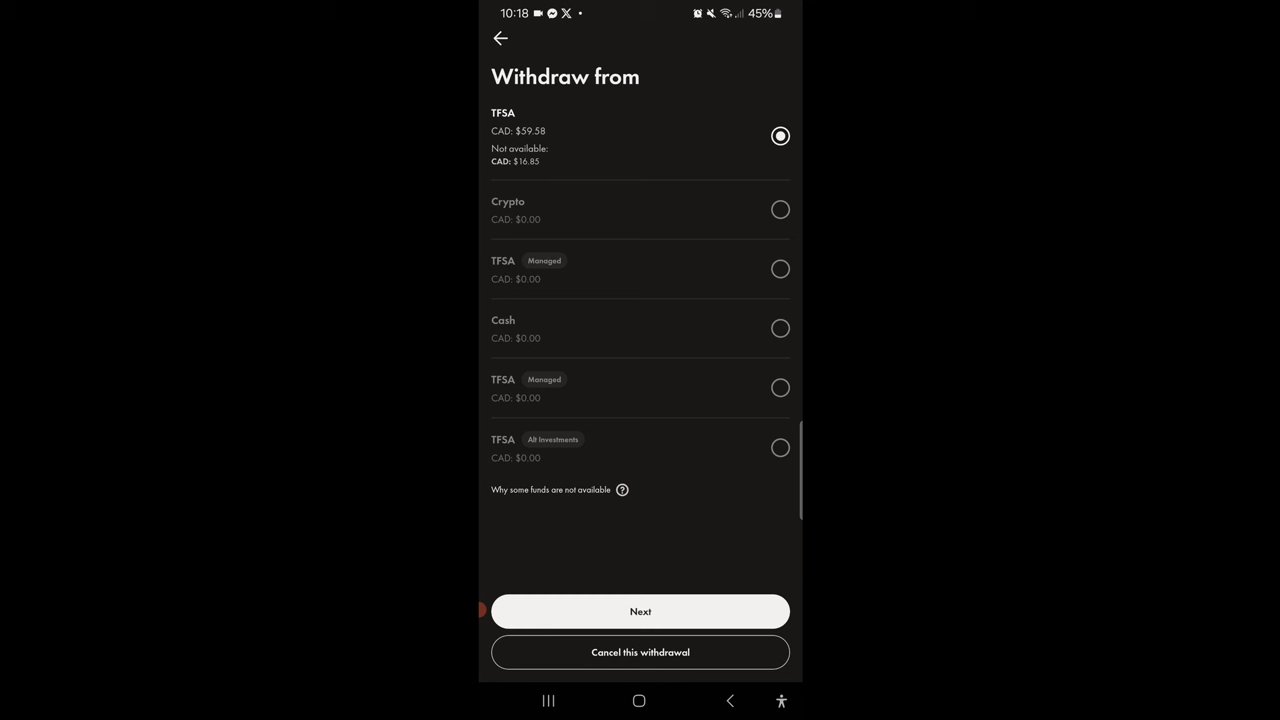 10:18
45%
Withdraw from
TFSA
CAD: $59.58
Not available:
CAD: $16.85
Crypto
CAD: $0.00
TFSA Managed
CAD: $0.00
Cash
CAD: $0.00
TFSA Managed
CAD: $0.00
TFSA Alt Investments
CAD: $0.00
Why some funds are not available ?
Next
Cancel this withdrawal